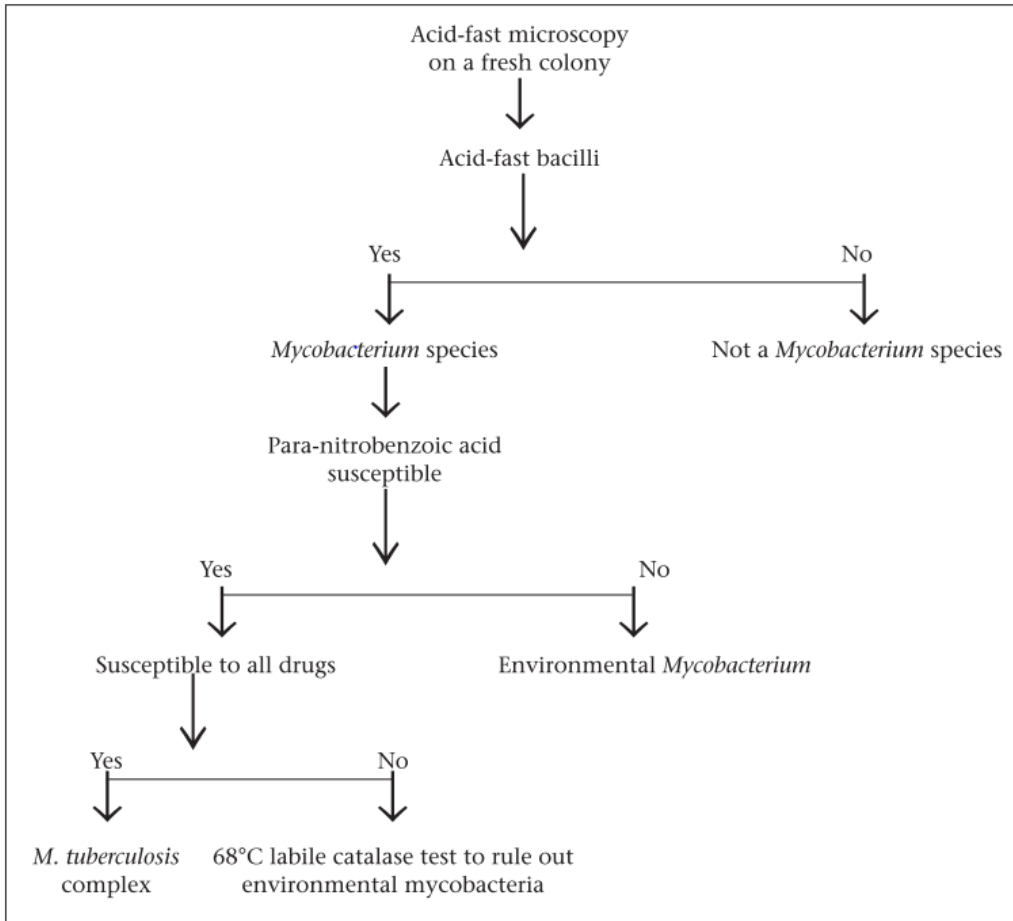 Acid-fast microscopy
on a fresh colony
Acid-fast bacilli
Yes
No
Mycobacterium species
Not a Mycobacterium species
Para-nitrobenzoic acid
susceptible
Yes
No
Susceptible to all drugs
Environmental Mycobacterium
Yes
No
M. tuberculosis
complex
68°C labile catalase test to rule out
environmental mycobacteria